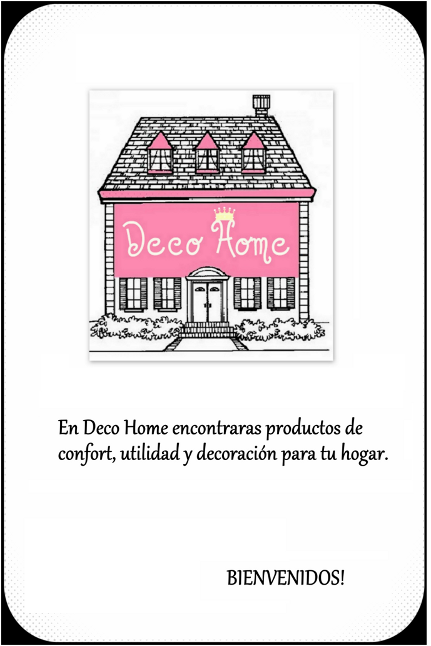 Deco Home
En Deco Home encontraras productos de
confort, utilidad y decoración para tu hogar.
BIENVENIDOS!